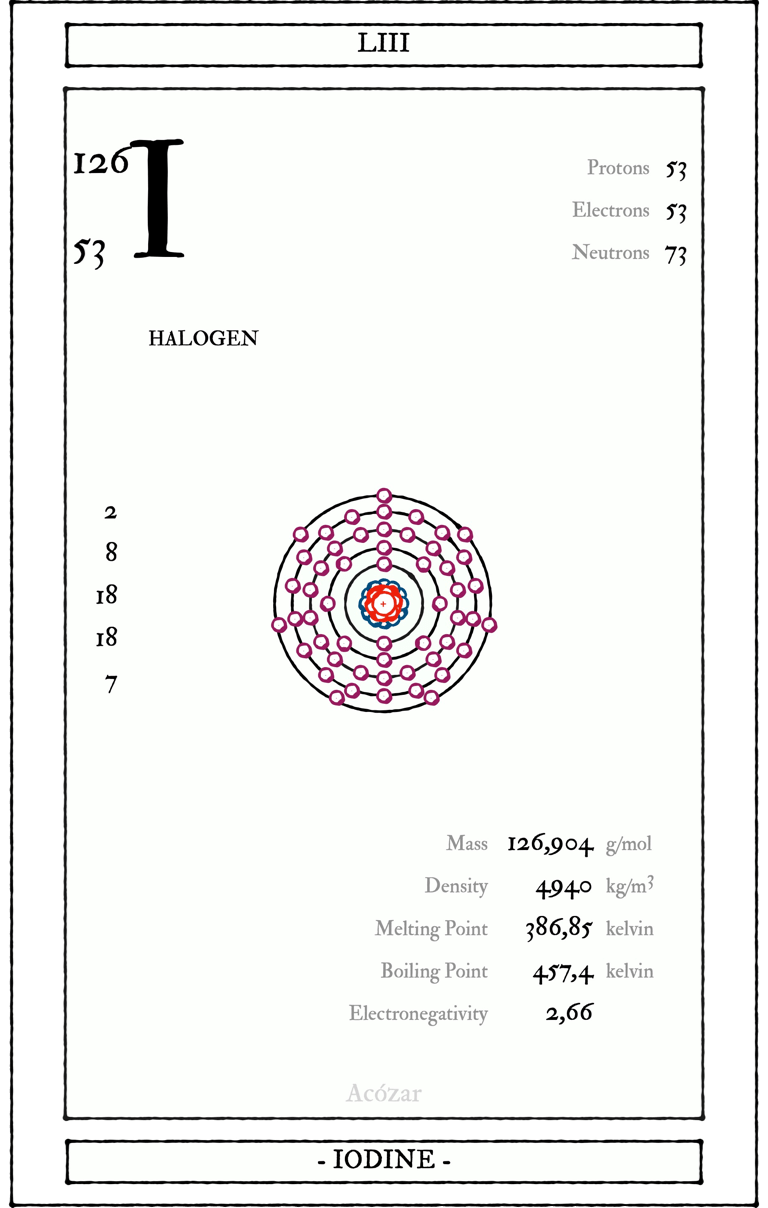 LIII
126
I
53
Protons 53
Electrons 53
Neutrons 73
HALOGEN
2
8
18
18
7
+
Mass 126,904 g/mol
Density 4940 kg/m³
Melting Point 386,85 kelvin
Boiling Point 457,4 kelvin
Electronegativity 2,66
Acózar
- IODINE -